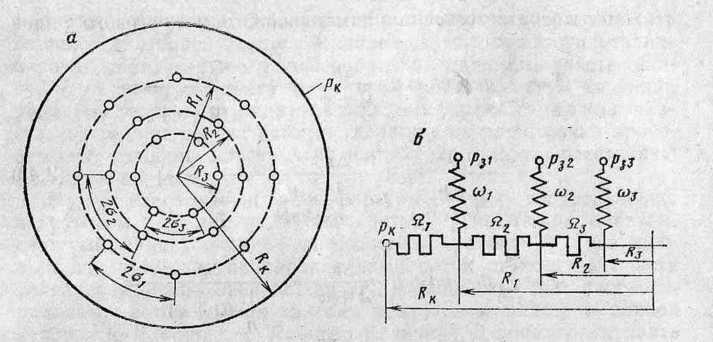 а
pк
R1
R2
R3
Rк
2σ2
2σ3
2σ1
б
pз1
pз2
pз3
ω1
ω2
ω3
pк
Ω1
Ω2
Ω3
R3
R2
R1
Rк